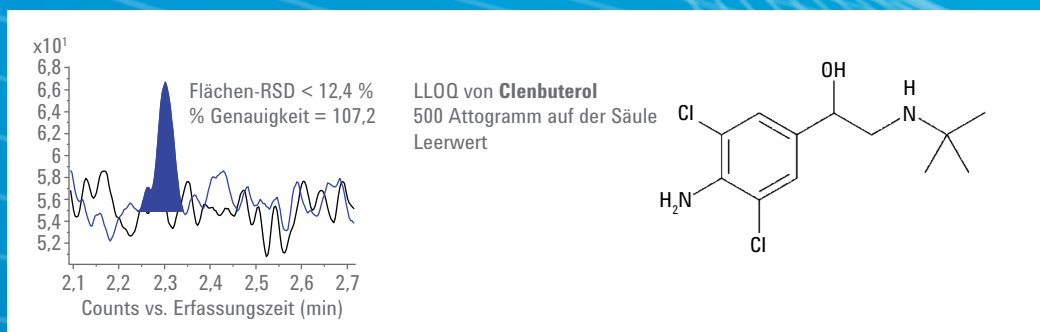 x10¹
6,8
6,6
6,4
6,2
6
5,8
5,6
5,4
5,2
2,1 2,2 2,3 2,4 2,5 2,6 2,7
Counts vs. Erfassungszeit (min)
Flächen-RSD < 12,4 %
% Genauigkeit = 107,2
LLOQ von Clenbuterol
500 Attogramm auf der Säule
Leerwert
OH
H
N
Cl
H₂N
Cl